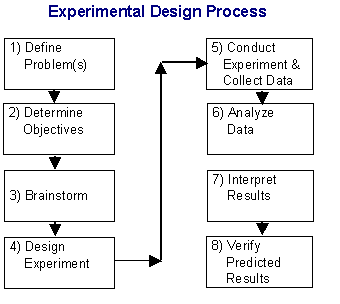 Experimental Design Process
1) Define
Problem(s)
2) Determine
Objectives
3) Brainstorm
4) Design
Experiment
5) Conduct
Experiment &
Collect Data
6) Analyze
Data
7) Interpret
Results
8) Verify
Predicted
Results